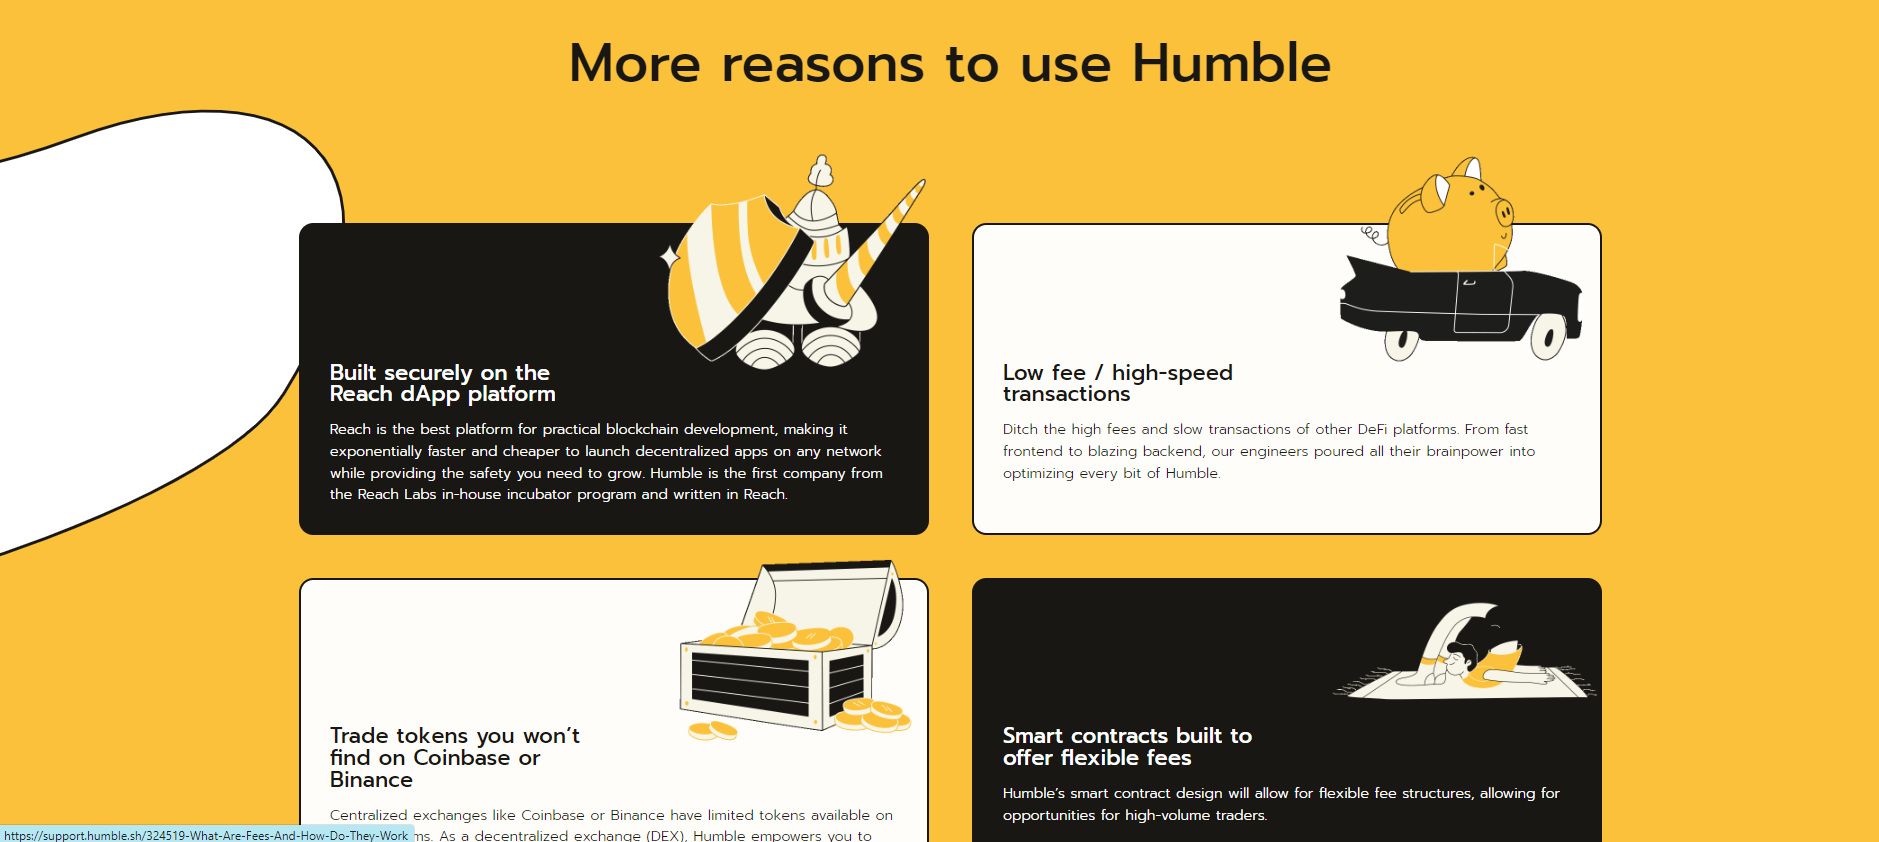 More reasons to use Humble
Built securely on the
Reach dApp platform
Reach is the best platform for practical blockchain development, making it
exponentially faster and cheaper to launch decentralized apps on any network
while providing the safety you need to grow. Humble is the first company from
the Reach Labs in-house incubator program and written in Reach.
Low fee / high-speed
transactions
Ditch the high fees and slow transactions of other DeFi platforms. From fast
frontend to blazing backend, our engineers poured all their brainpower into
optimizing every bit of Humble.
Trade tokens you won’t
find on Coinbase or
Binance
Centralized exchanges like Coinbase or Binance have limited tokens available on
ms. As a decentralized exchange (DEX), Humble empowers you to
Smart contracts built to
offer flexible fees
Humble’s smart contract design will allow for flexible fee structures, allowing for
opportunities for high-volume traders.
https://support.humble.sh/324519-What-Are-Fees-And-How-Do-They-Work